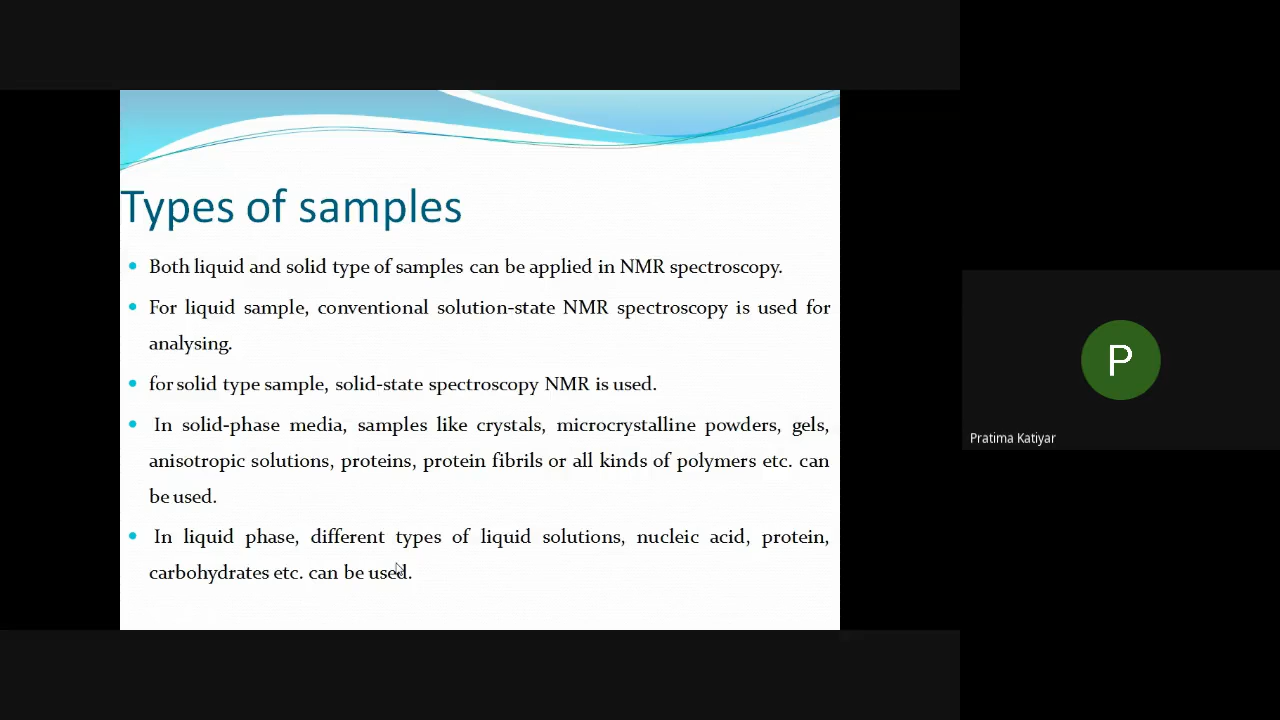 Types of samples
Both liquid and solid type of samples can be applied in NMR spectroscopy.
For liquid sample, conventional solution-state NMR spectroscopy is used for
analysing.
for solid type sample, solid-state spectroscopy NMR is used.
In solid-phase media, samples like crystals, microcrystalline powders, gels,
anisotropic solutions, proteins, protein fibrils or all kinds of polymers etc. can
be used.
In liquid phase, different types of liquid solutions, nucleic acid, protein,
carbohydrates etc. can be used.
P
Pratima Katiyar